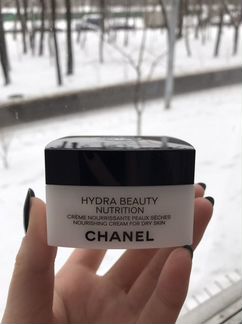 HYDRA BEAUTY
NUTRITION
CRÈME NOURRISSANTE PEAUX SÈCHES
NOURISHING CREAM FOR DRY SKIN
CHANEL